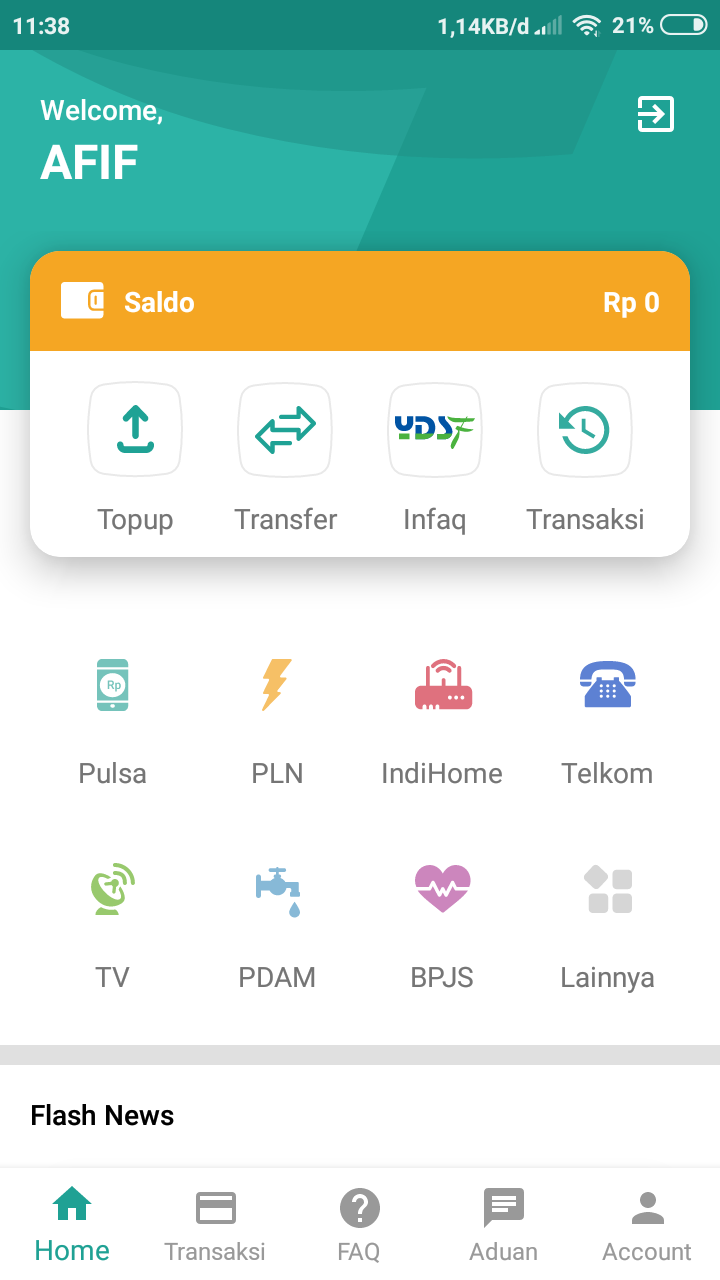 11:38 1,14KB/d 21%
Welcome,
AFIF
Saldo Rp 0
YDSF
Topup Transfer Infaq Transaksi
Rp
Pulsa PLN IndiHome Telkom
TV PDAM BPJS Lainnya
Flash News
Home Transaksi FAQ Aduan Account